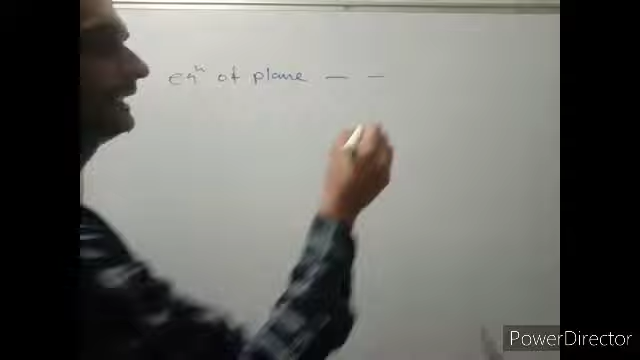 eqⁿ of plane — —
PowerDirector